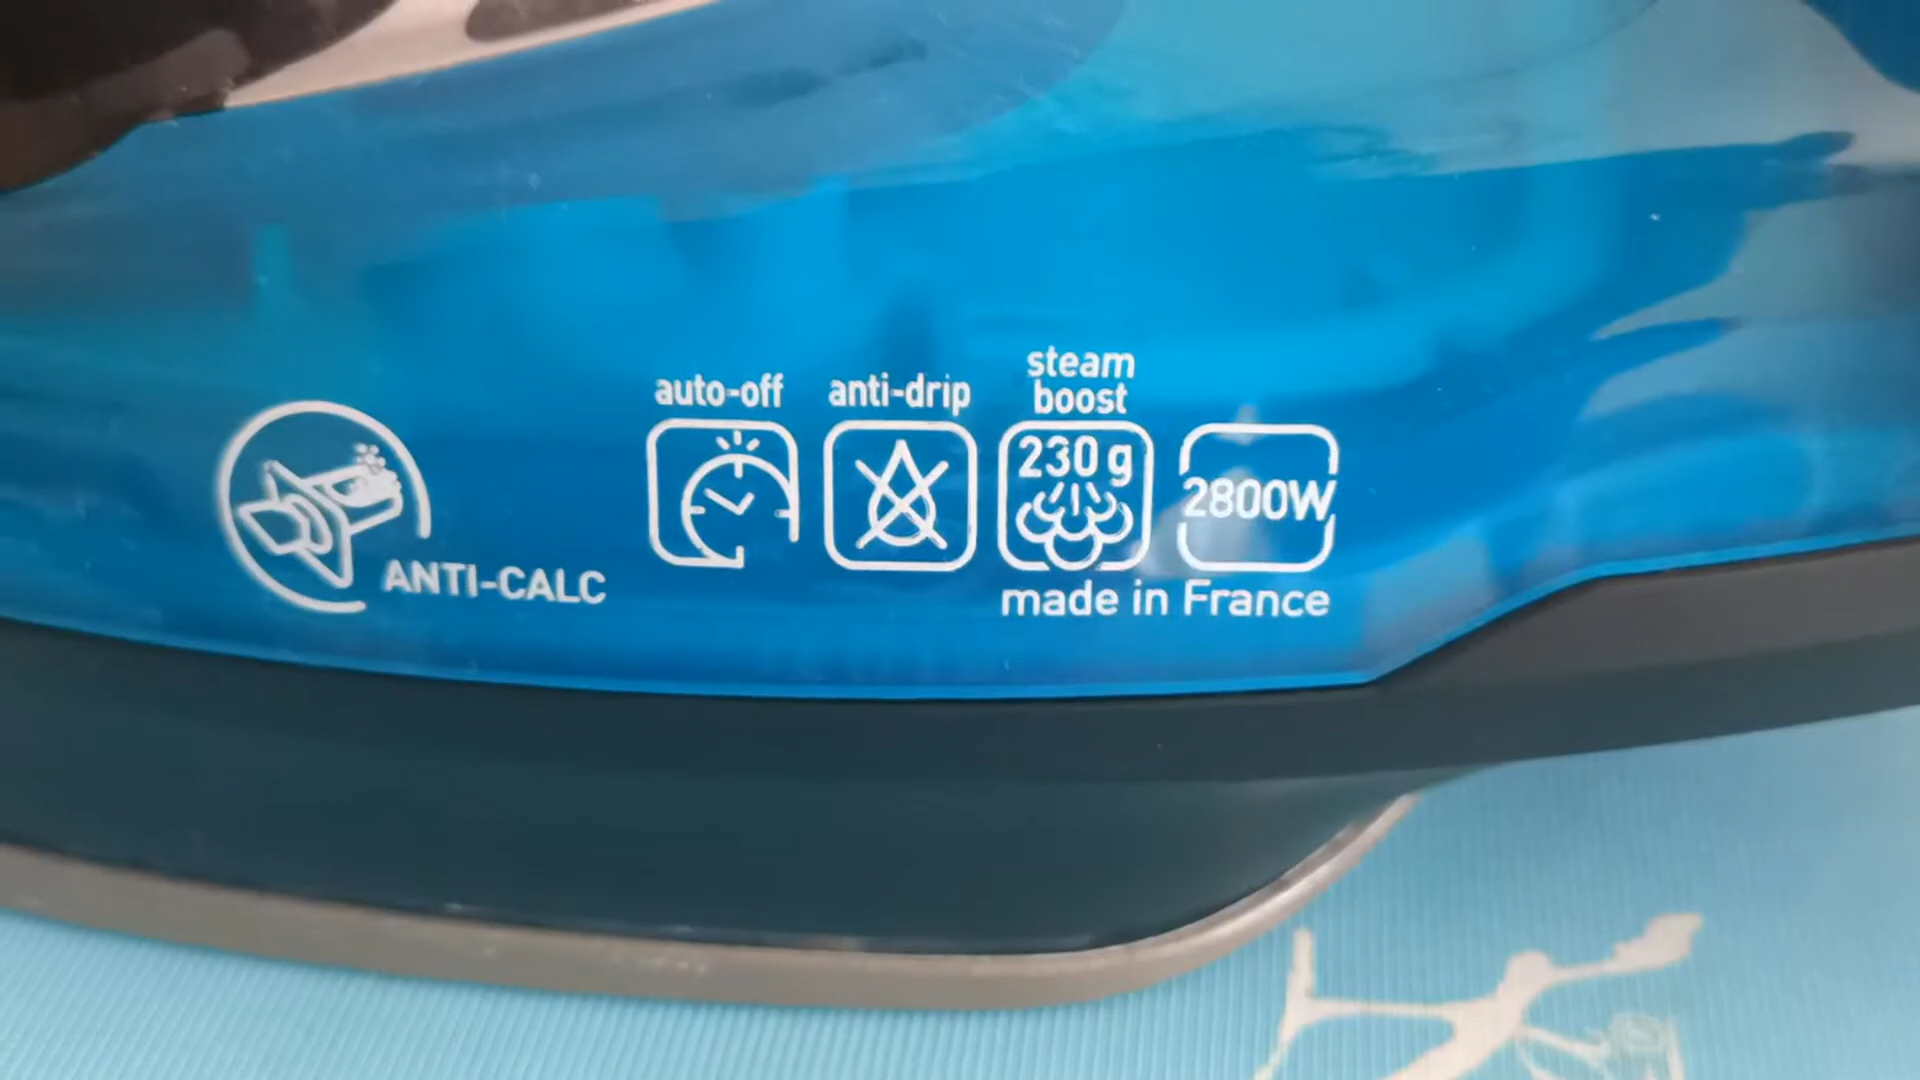 auto-off
anti-drip
steam
boost
230 g
2800W
ANTI-CALC
made in France